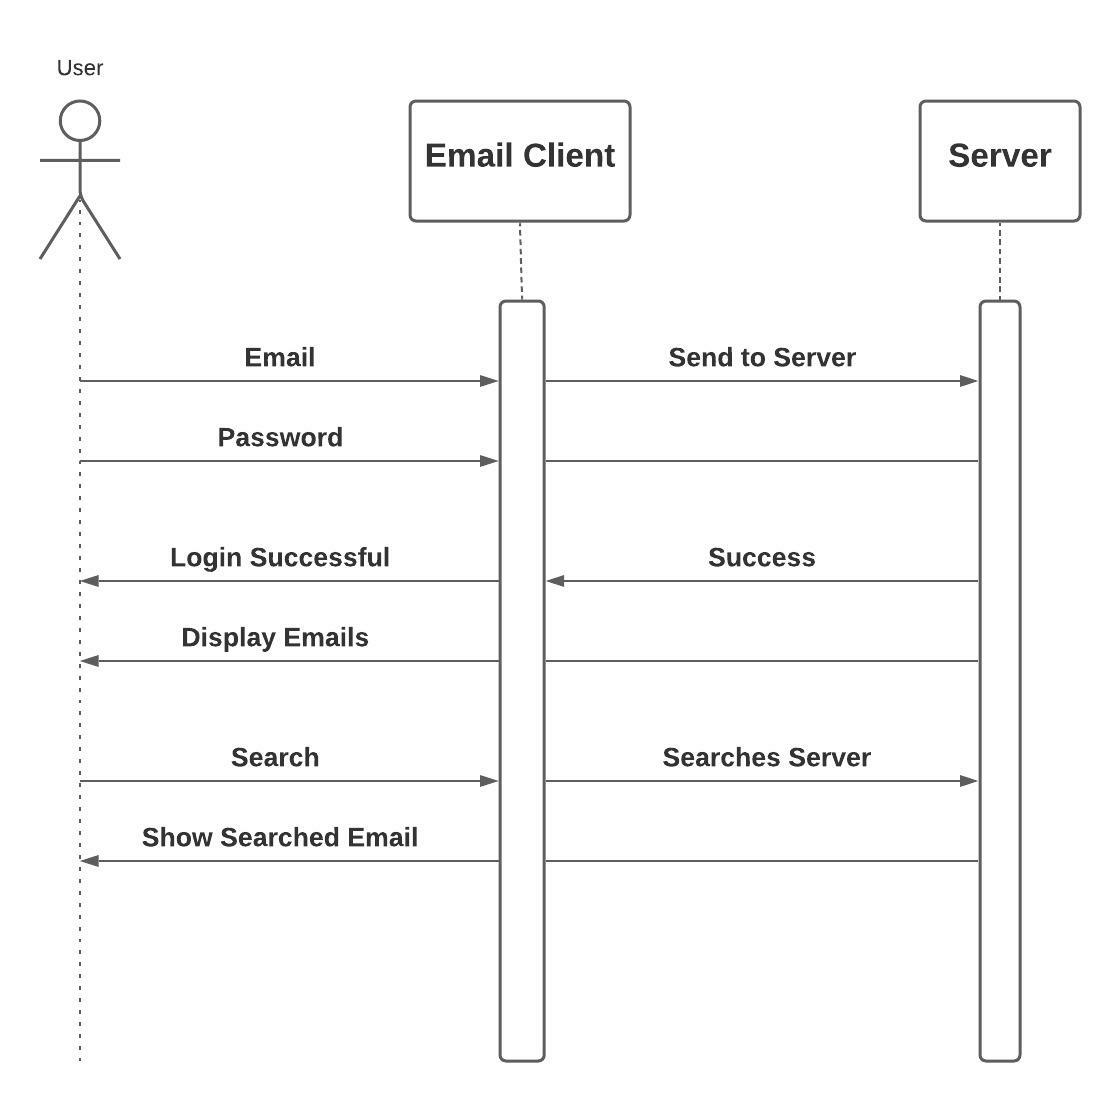 User
Email Client
Server
Email
Send to Server
Password
Login Successful
Success
Display Emails
Search
Searches Server
Show Searched Email